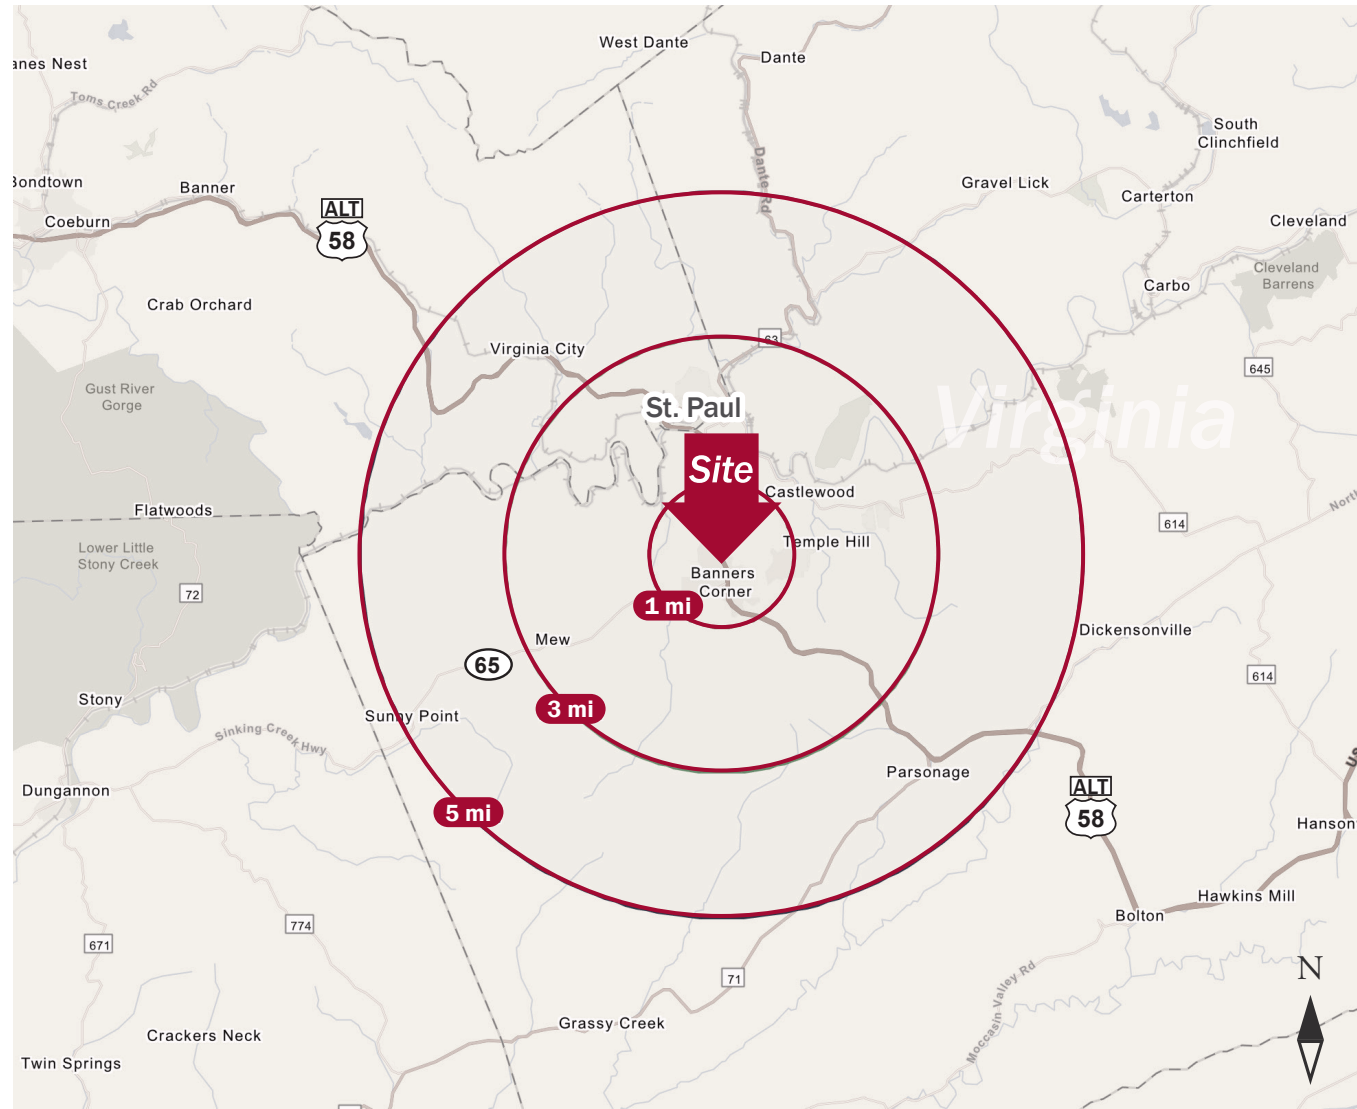 West Dante
Dante
anes Nest
Toms Creek Rd
South
Clinchfield
Dante Rd
Bondtown
Banner
Gravel Lick
Carterton
Coeburn
ALT
58
Cleveland
Cleveland
Barrens
Carbo
Crab Orchard
63
Virginia City
645
Gust River
Gorge
St. Paul
Virginia
Site
Castlewood
North
Flatwoods
614
Temple Hill
Lower Little
Stony Creek
Banners
Corner
72
1 mi
Dickensonville
Mew
65
614
Stony
3 mi
Sunny Point
Sinking Creek Hwy
US
Parsonage
Dungannon
ALT
58
5 mi
Hanson
Hawkins Mill
Bolton
774
671
N
71
Moccasin Valley Rd
Grassy Creek
Crackers Neck
Twin Springs